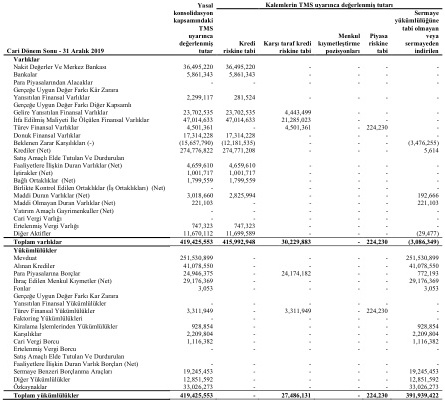 Kalemlerin TMS uyarınca değerlenmiş tutarı
Yasal konsolidasyon kapsamındaki TMS uyarınca değerlenmiş tutar
Kredi riskine tabi
Karşı taraf kredi riskine tabi
Menkul kıymetleştirme pozisyonları
Piyasa riskine tabi
Sermaye yükümlülüğüne tabi olmayan veya sermayeden indirilen
Cari Dönem Sonu - 31 Aralık 2019
Varlıklar
Nakit Değerler Ve Merkez Bankası 36,495,220 36,495,220 - - - -
Bankalar 5,861,343 5,861,343 - - - -
Para Piyasalarından Alacaklar - - - - - -
Gerçeğe Uygun Değer Farkı Kâr Zarara
Yansıtılan Finansal Varlıklar 2,299,117 281,524 - - - -
Gerçeğe Uygun Değer Farkı Diğer Kapsamlı
Gelire Yansıtılan Finansal Varlıklar 23,702,535 23,702,535 4,443,499 - - -
İtfa Edilmiş Maliyeti İle Ölçülen Finansal Varlıklar 47,014,633 47,014,633 21,285,023 - - -
Türev Finansal Varlıklar 4,501,361 - 4,501,361 - 224,230 -
Donuk Finansal Varlıklar 17,314,228 17,314,228 - - - -
Beklenen Zarar Karşılıkları (-) (15,657,790) (12,181,535) - - - (3,476,255)
Krediler (Net) 274,776,822 274,771,208 - - - 5,614
Satış Amaçlı Elde Tutulan Ve Durdurulan
Faaliyetlere İlişkin Duran Varlıklar (Net) 4,659,610 4,659,610 - - - -
İştirakler (Net) 1,001,717 1,001,717 - - - -
Bağlı Ortaklıklar (Net) 1,799,559 1,799,559 - - - -
Birlikte Kontrol Edilen Ortaklıklar (İş Ortaklıkları) (Net) - - - - - -
Maddi Duran Varlıklar (Net) 3,018,660 2,825,994 - - - 192,666
Maddi Olmayan Duran Varlıklar (Net) 221,103 - - - - 221,103
Yatırım Amaçlı Gayrimenkuller (Net) - - - - - -
Cari Vergi Varlığı - - - - - -
Ertelenmiş Vergi Varlığı 747,323 747,323 - - - -
Diğer Aktifler 11,670,112 11,699,589 - - - (29,477)
Toplam varlıklar 419,425,553 415,992,948 30,229,883 - 224,230 (3,086,349)
Yükümlülükler
Mevduat 251,530,899 - - - - 251,530,899
Alınan Krediler 41,078,550 - - - - 41,078,550
Para Piyasalarına Borçlar 24,946,375 - 24,174,182 - - 772,193
İhraç Edilen Menkul Kıymetler (Net) 29,176,369 - - - - 29,176,369
Fonlar 3,053 - - - - 3,053
Gerçeğe Uygun Değer Farkı Kar Zarara
Yansıtılan Finansal Yükümlülükler - - - - - -
Türev Finansal Yükümlülükler 3,311,949 - 3,311,949 - 224,230 -
Faktoring Yükümlülükleri - - - - - -
Kiralama İşlemlerinden Yükümlülükler 928,854 - - - - 928,854
Karşılıklar 2,209,804 - - - - 2,209,804
Cari Vergi Borcu 1,116,382 - - - - 1,116,382
Ertelenmiş Vergi Borcu - - - - - -
Satış Amaçlı Elde Tutulan Ve Durdurulan
Faaliyetlere İlişkin Duran Varlık Borçları (Net) - - - - - -
Sermaye Benzeri Borçlanma Araçları 19,245,453 - - - - 19,245,453
Diğer Yükümlülükler 12,851,592 - - - - 12,851,592
Özkaynaklar 33,026,273 - - - - 33,026,273
Toplam yükümlülükler 419,425,553 - 27,486,131 - 224,230 391,939,422